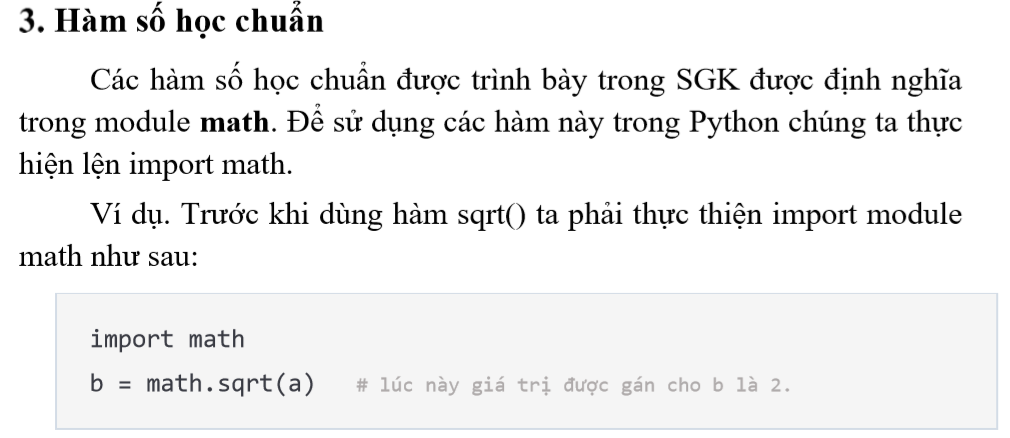 3. Hàm số học chuẩn
Các hàm số học chuẩn được trình bày trong SGK được định nghĩa
trong module math. Để sử dụng các hàm này trong Python chúng ta thực
hiện lện import math.
Ví dụ. Trước khi dùng hàm sqrt() ta phải thực thiện import module
math như sau:
import math
b = math.sqrt(a) # lúc này giá trị được gán cho b là 2.